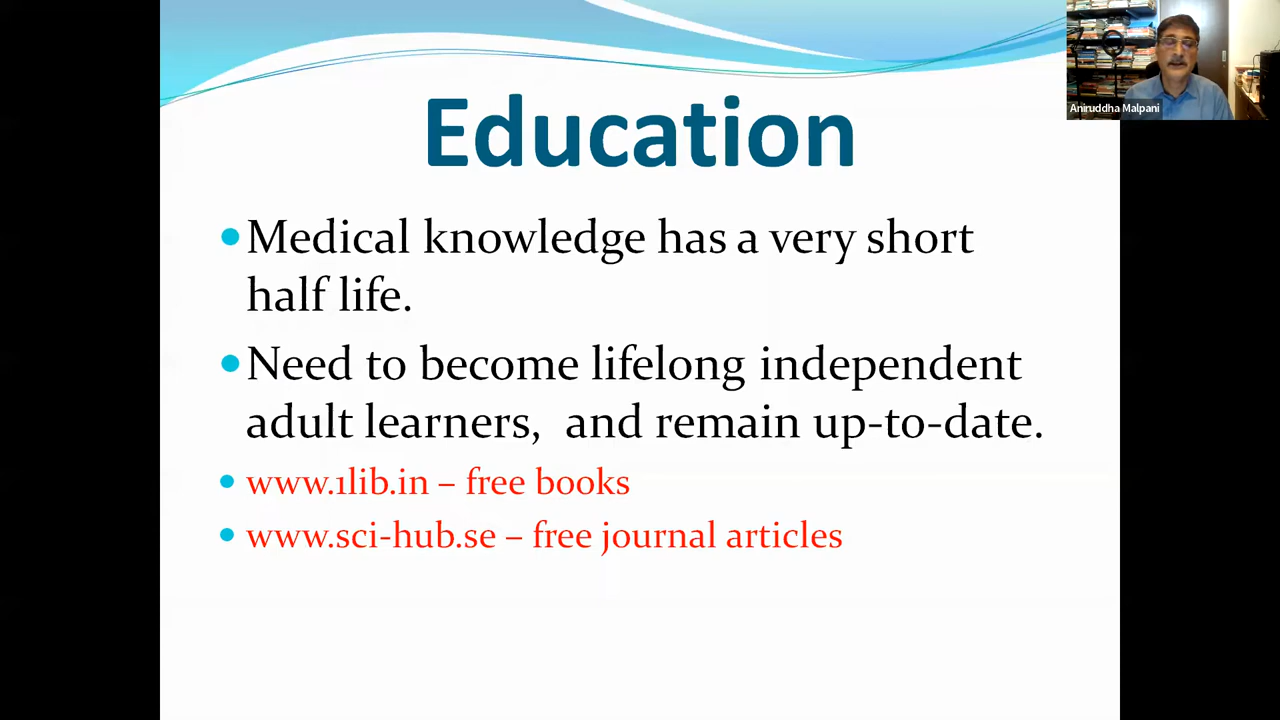 Aniruddha Malpani
Education
•Medical knowledge has a very short
half life.
•Need to become lifelong independent
adult learners,  and remain up-to-date.
• www.1lib.in – free books
• www.sci-hub.se – free journal articles